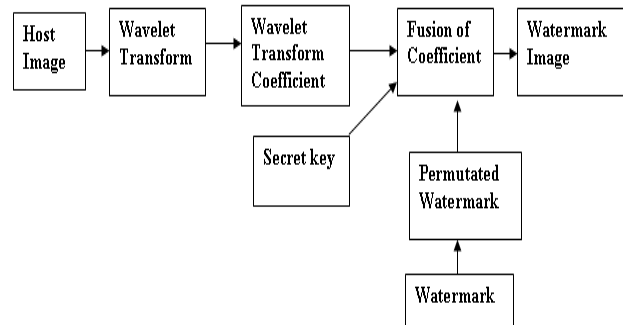 Host
Image
Wavelet
Transform
Wavelet
Transform
Coefficient
Fusion of
Coefficient
Watermark
Image
Secret key
Permutated
Watermark
Watermark